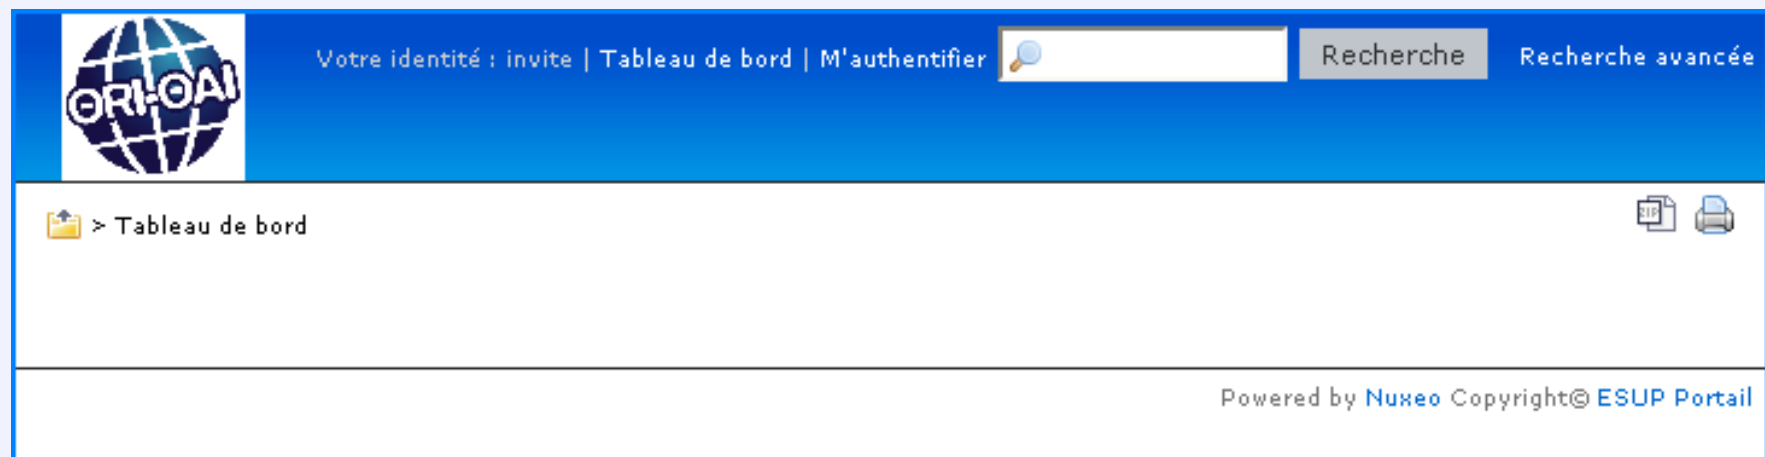 ORI-OAI
Votre identité : invite | Tableau de bord | M'authentifier Recherche Recherche avancée
> Tableau de bord
ZIP
Powered by Nuxeo Copyright© ESUP Portail